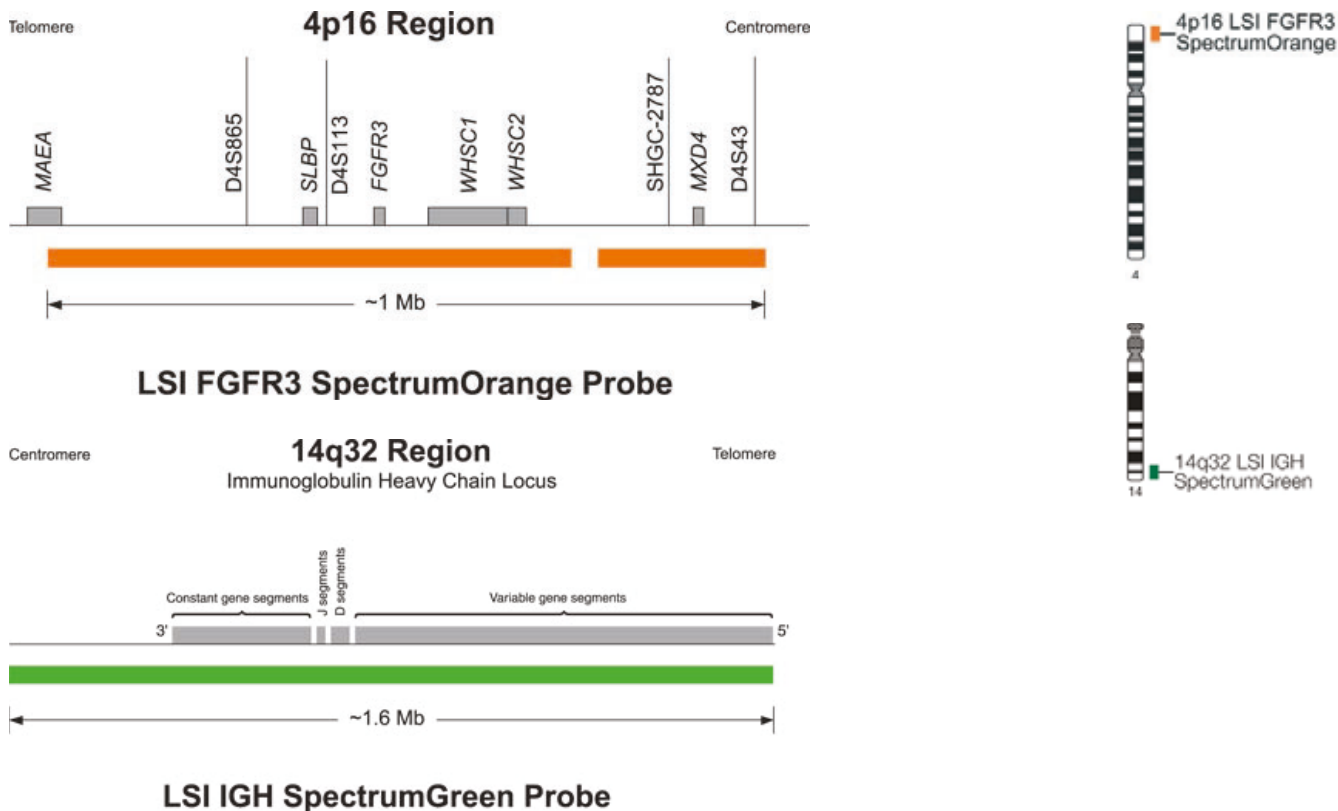 Telomere
4p16 Region
Centromere
MAEA
D4S865
SLBP
D4S113
FGFR3
WHSC1
WHSC2
SHGC-2787
MXD4
D4S43
~1 Mb
LSI FGFR3 SpectrumOrange Probe
4p16 LSI FGFR3
SpectrumOrange
4
Centromere
14q32 Region
Telomere
Immunoglobulin Heavy Chain Locus
Constant gene segments
J segments
D segments
Variable gene segments
3'
5'
~1.6 Mb
LSI IGH SpectrumGreen Probe
14q32 LSI IGH
SpectrumGreen
14